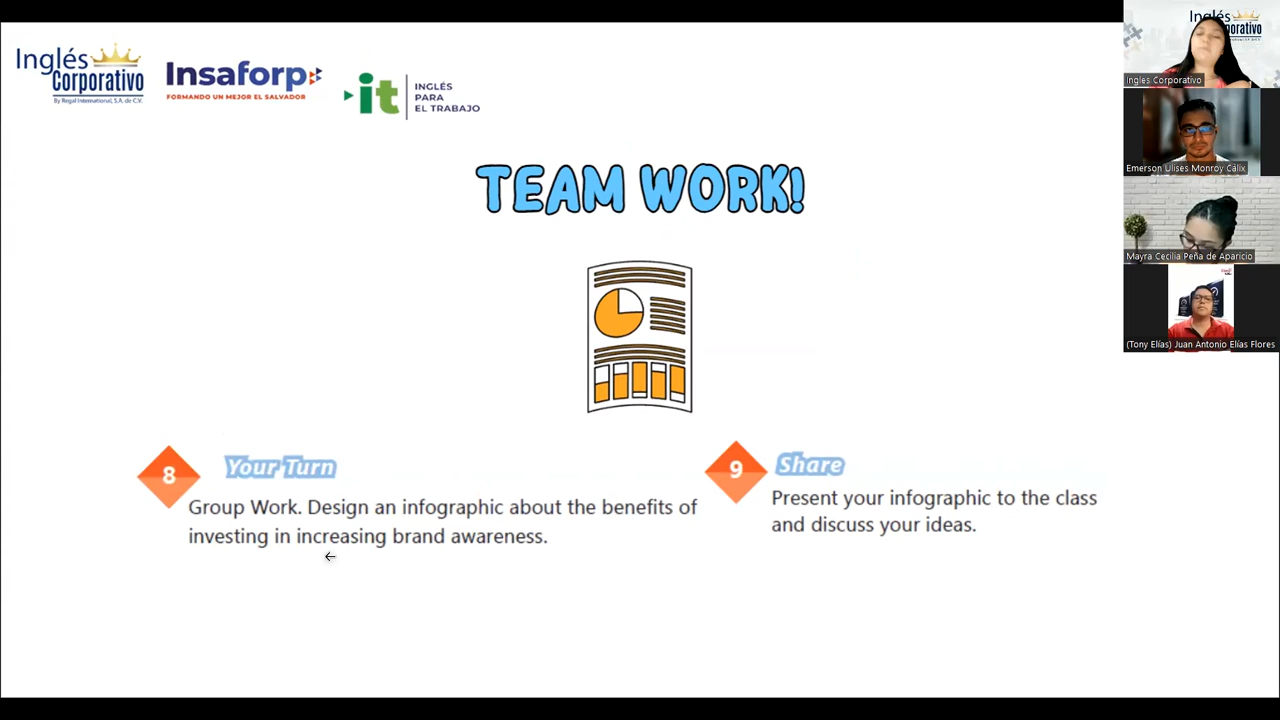 Inglés
Corporativo
By Regal International, S.A. de C.V.
Insaforp
FORMANDO UN MEJOR EL SALVADOR
it
INGLÉS
PARA
EL TRABAJO
TEAM WORK!
8
Your Turn
Group Work. Design an infographic about the benefits of
investing in increasing brand awareness.
9
Share
Present your infographic to the class
and discuss your ideas.
Inglés
Ingles Corporativo
Emerson Ulises Monroy Cálix
Mayra Cecilia Peña de Aparicio
(Tony Elías) Juan Antonio Elías Flores